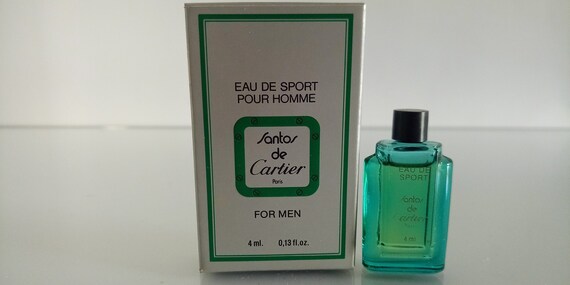 EAU DE SPORT
POUR HOMME
Santos
de
Cartier
Paris
FOR MEN
4 ml. 0,13 fl.oz.
EAU DE
SPORT
Santos
de
Cartier
4 ml